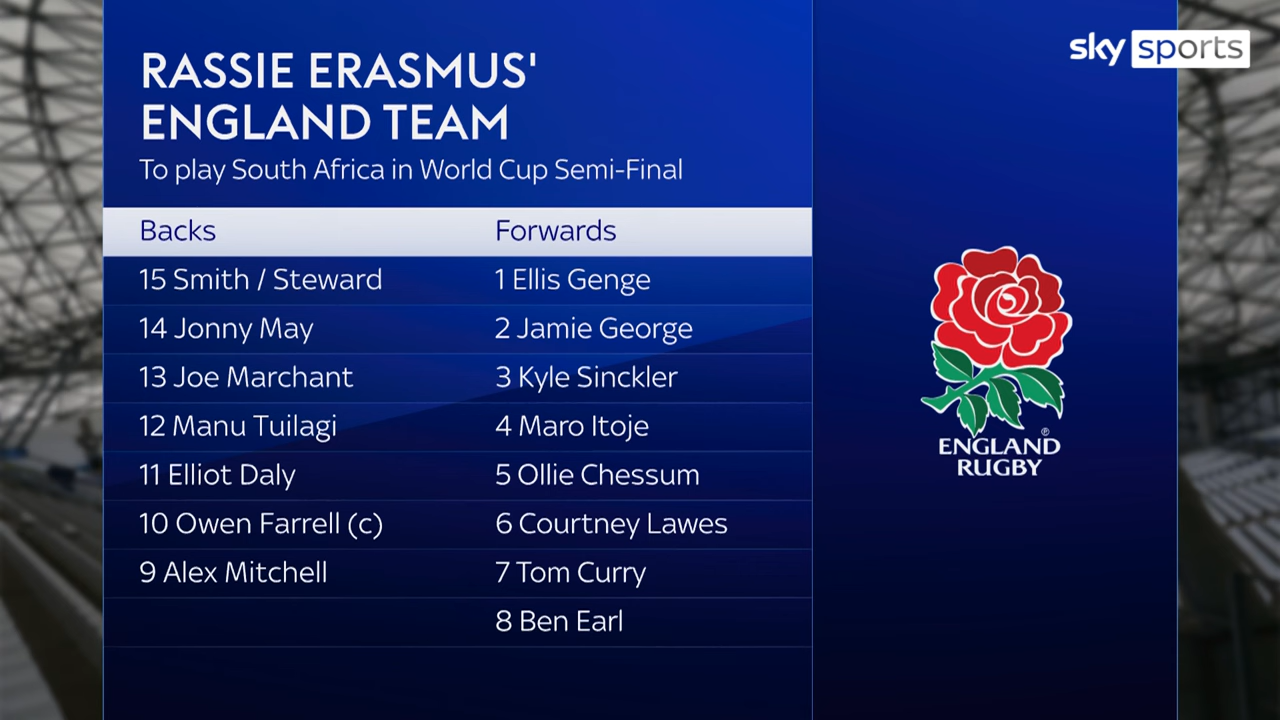 sky sports
RASSIE ERASMUS'
ENGLAND TEAM
To play South Africa in World Cup Semi-Final
Backs
15 Smith / Steward
14 Jonny May
13 Joe Marchant
12 Manu Tuilagi
11 Elliot Daly
10 Owen Farrell (c)
9 Alex Mitchell
Forwards
1 Ellis Genge
2 Jamie George
3 Kyle Sinckler
4 Maro Itoje
5 Ollie Chessum
6 Courtney Lawes
7 Tom Curry
8 Ben Earl
ENGLAND
RUGBY